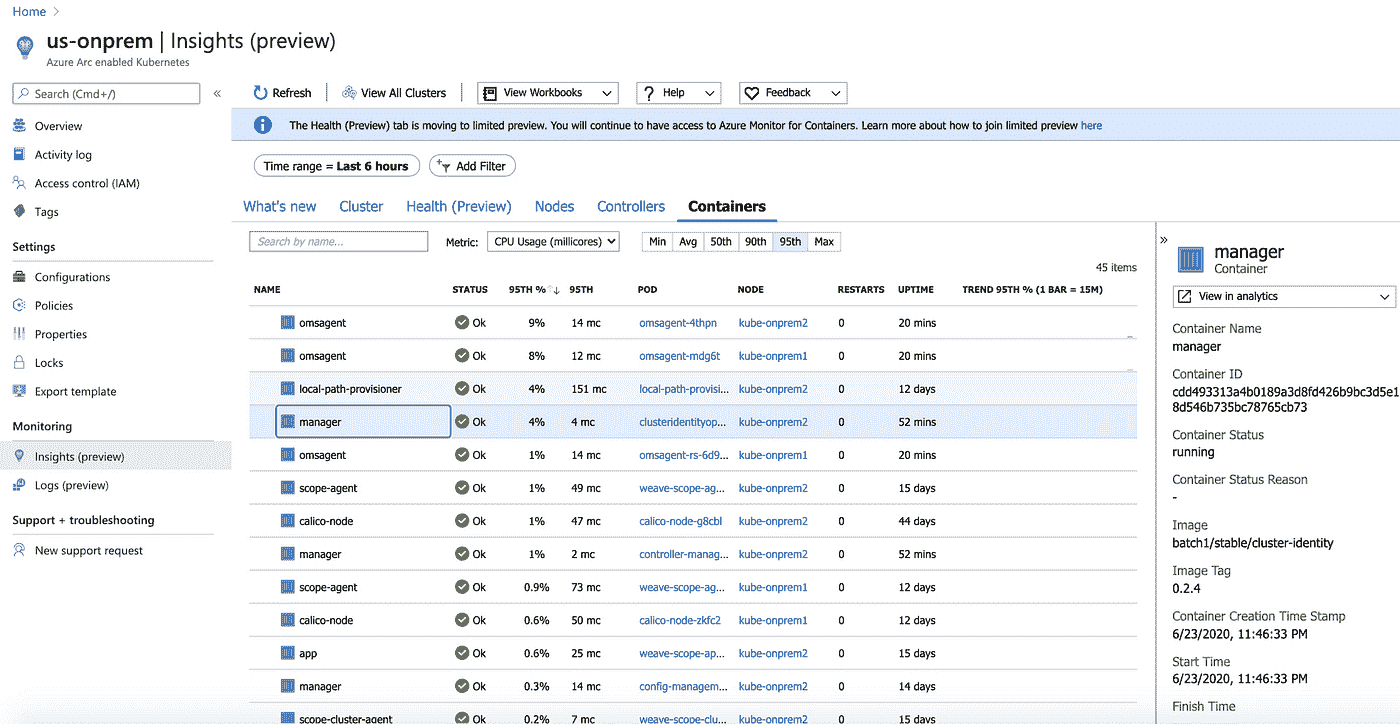 Home >
us-onprem | Insights (preview)
Azure Arc enabled Kubernetes
Search (Cmd+/)
«
Overview
Activity log
Access control (IAM)
Tags
Settings
Configurations
Policies
Properties
Locks
Export template
Monitoring
Insights (preview)
Logs (preview)
Support + troubleshooting
New support request
Refresh View All Clusters View Workbooks ? Help Feedback
The Health (Preview) tab is moving to limited preview. You will continue to have access to Azure Monitor for Containers. Learn more about how to join limited preview here
Time range = Last 6 hours Add Filter
What's new Cluster Health (Preview) Nodes Controllers Containers
Search by name... Metric: CPU Usage (millicores) Min Avg 50th 90th 95th Max
45 items
NAME STATUS 95TH %↑↓ 95TH POD NODE RESTARTS UPTIME TREND 95TH % (1 BAR = 15M)
omsagent Ok 9% 14 mc omsagent-4thpn kube-onprem2 0 20 mins
omsagent Ok 8% 12 mc omsagent-mdg6t kube-onprem1 0 20 mins
local-path-provisioner Ok 4% 151 mc local-path-provisi... kube-onprem2 0 12 days
manager Ok 4% 4 mc clusteridentityop... kube-onprem2 0 52 mins
omsagent Ok 1% 14 mc omsagent-rs-6d9... kube-onprem1 0 20 mins
scope-agent Ok 1% 49 mc weave-scope-ag... kube-onprem2 0 15 days
calico-node Ok 1% 47 mc calico-node-g8cbl kube-onprem2 0 44 days
manager Ok 1% 2 mc controller-manag... kube-onprem2 0 52 mins
scope-agent Ok 0.9% 73 mc weave-scope-ag... kube-onprem1 0 12 days
calico-node Ok 0.6% 50 mc calico-node-zkfc2 kube-onprem1 0 12 days
app Ok 0.6% 25 mc weave-scope-ap... kube-onprem2 0 15 days
manager Ok 0.3% 14 mc config-managem... kube-onprem2 0 14 days
scope-cluster-agent Ok 0.2% 7 mc weave-scope-clu... kube-onprem2 0 15 days
»
manager
Container
View in analytics
Container Name
manager
Container ID
cdd493313a4b0189a3d8fd426b9bc3d5e1
8d546b735bc78765cb73
Container Status
running
Container Status Reason
-
Image
batch1/stable/cluster-identity
Image Tag
0.2.4
Container Creation Time Stamp
6/23/2020, 11:46:33 PM
Start Time
6/23/2020, 11:46:33 PM
Finish Time